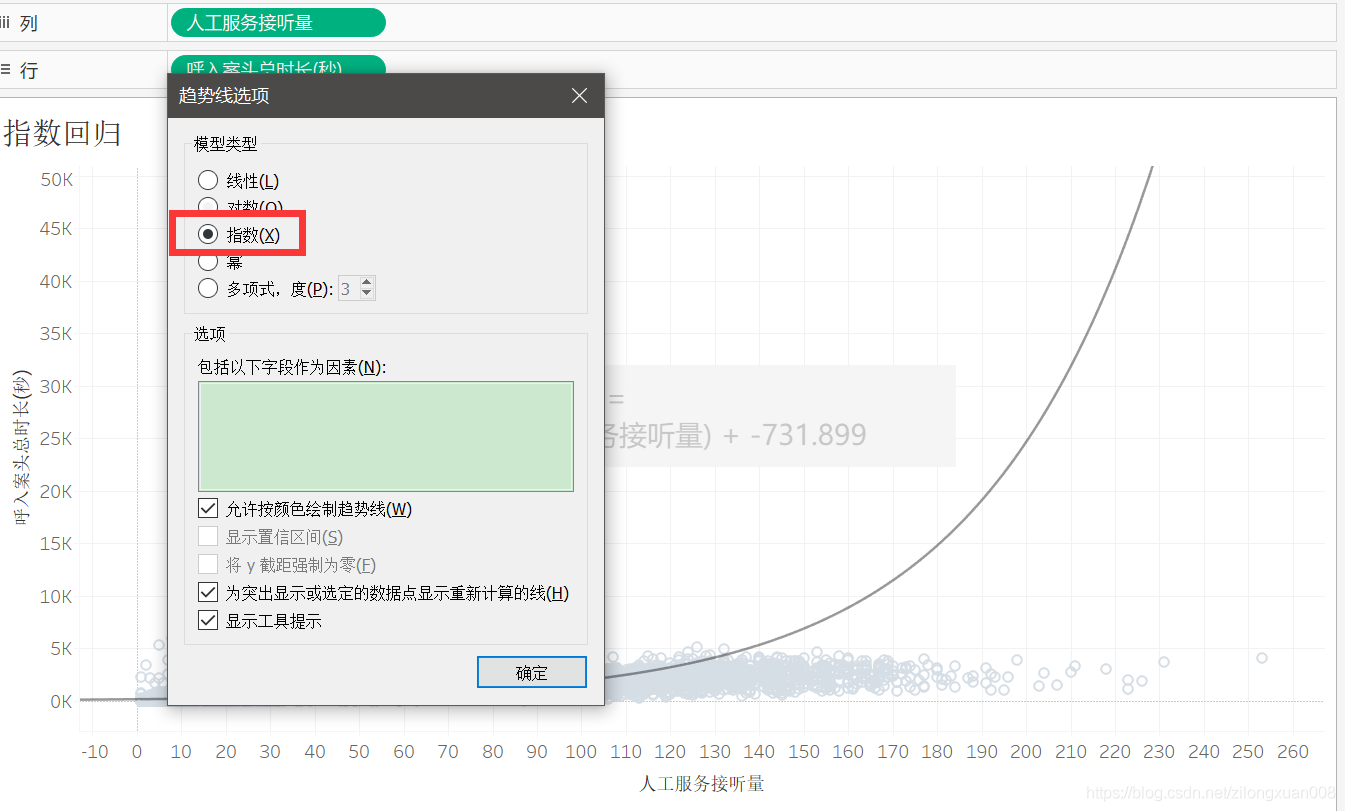 列
人工服务接听量
行
呼入案头总时长(秒)
趋势线选项
指数回归
模型类型
线性(L)
对数(O)
指数(X)
幂
多项式，度(P): 3
选项
包括以下字段作为因素(N):
允许按颜色绘制趋势线(W)
显示置信区间(S)
将 y 截距强制为零(F)
为突出显示或选定的数据点显示重新计算的线(H)
显示工具提示
确定
=
务接听量) + -731.899
呼入案头总时长(秒)
50K
45K
40K
35K
30K
25K
20K
15K
10K
5K
0K
-10 0 10 20 30 40 50 60 70 80 90 100 110 120 130 140 150 160 170 180 190 200 210 220 230 240 250 260
人工服务接听量
https://blog.csdn.net/zilongxuan008